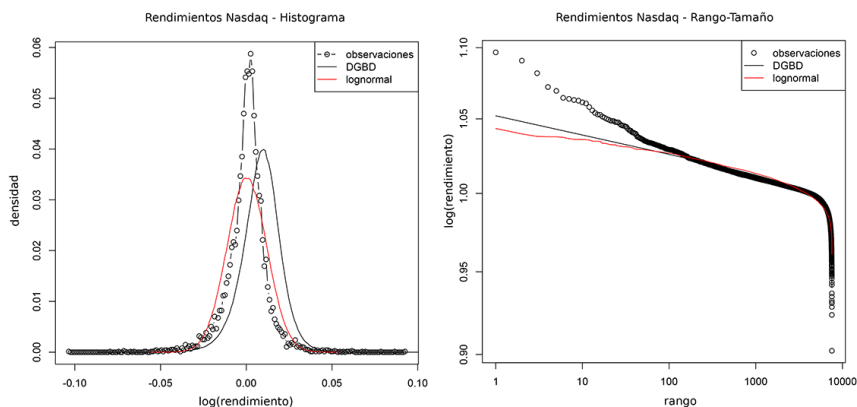 Rendimientos Nasdaq - Histograma
0.06
0.05
0.04
0.03
0.02
0.01
0.00
densidad
observaciones
DGBD
lognormal
-0.10
-0.05
0.00
0.05
0.10
log(rendimiento)
Rendimientos Nasdaq - Rango-Tamaño
1.10
1.05
1.00
0.95
0.90
log(rendimiento)
observaciones
DGBD
lognormal
1
10
100
1000
10000
rango